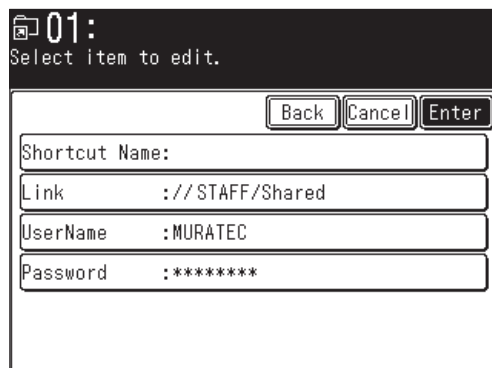 01:
Select item to edit.
Back Cancel Enter
Shortcut Name:
Link :// STAFF/Shared
UserName :MURATEC
Password :********